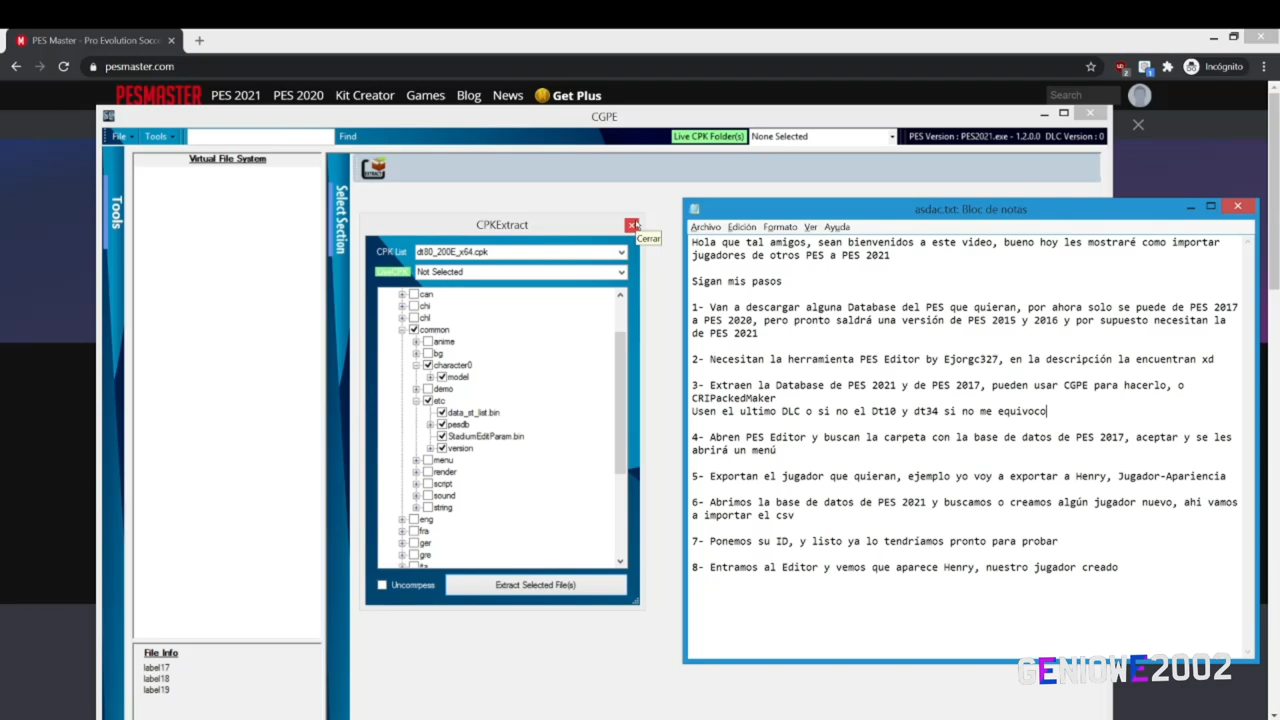 PES Master - Pro Evolution Socc
pesmaster.com
Incógnito
PESMASTER PES 2021 PES 2020 Kit Creator Games Blog News Get Plus Search
CGPE
File Tools Find Live CPK Folder(s) None Selected PES Version : PES2021.exe - 1.2.0.0 DLC Version : 0
Virtual File System
Tools
Select Section
EXTRACT
CPKExtract
Cerrar
CPK List dt80_200E_x64.cpk
LiveCPK Not Selected
can
chi
chl
common
anime
bg
character0
model
demo
etc
data_st_list.bin
pesdb
StadiumEditParam.bin
version
menu
render
script
sound
string
eng
fra
ger
gre
ita
Uncompess Extract Selected File(s)
File Info
label17
label18
label19
asdac.txt: Bloc de notas
Archivo Edición Formato Ver Ayuda
Hola que tal amigos, sean bienvenidos a este video, bueno hoy les mostraré como importar
jugadores de otros PES a PES 2021
Sigan mis pasos
1- Van a descargar alguna Database del PES que quieran, por ahora solo se puede de PES 2017
a PES 2020, pero pronto saldrá una versión de PES 2015 y 2016 y por supuesto necesitan la
de PES 2021
2- Necesitan la herramienta PES Editor by Ejorgc327, en la descripción la encuentran xd
3- Extraen la Database de PES 2021 y de PES 2017, pueden usar CGPE para hacerlo, o
CRIPackedMaker
Usen el ultimo DLC o si no el Dt10 y dt34 si no me equivoco
4- Abren PES Editor y buscan la carpeta con la base de datos de PES 2017, aceptar y se les
abrirá un menú
5- Exportan el jugador que quieran, ejemplo yo voy a exportar a Henry, Jugador-Apariencia
6- Abrimos la base de datos de PES 2021 y buscamos o creamos algún jugador nuevo, ahi vamos
a importar el csv
7- Ponemos su ID, y listo ya lo tendríamos pronto para probar
8- Entramos al Editor y vemos que aparece Henry, nuestro jugador creado
GENIOWE2002